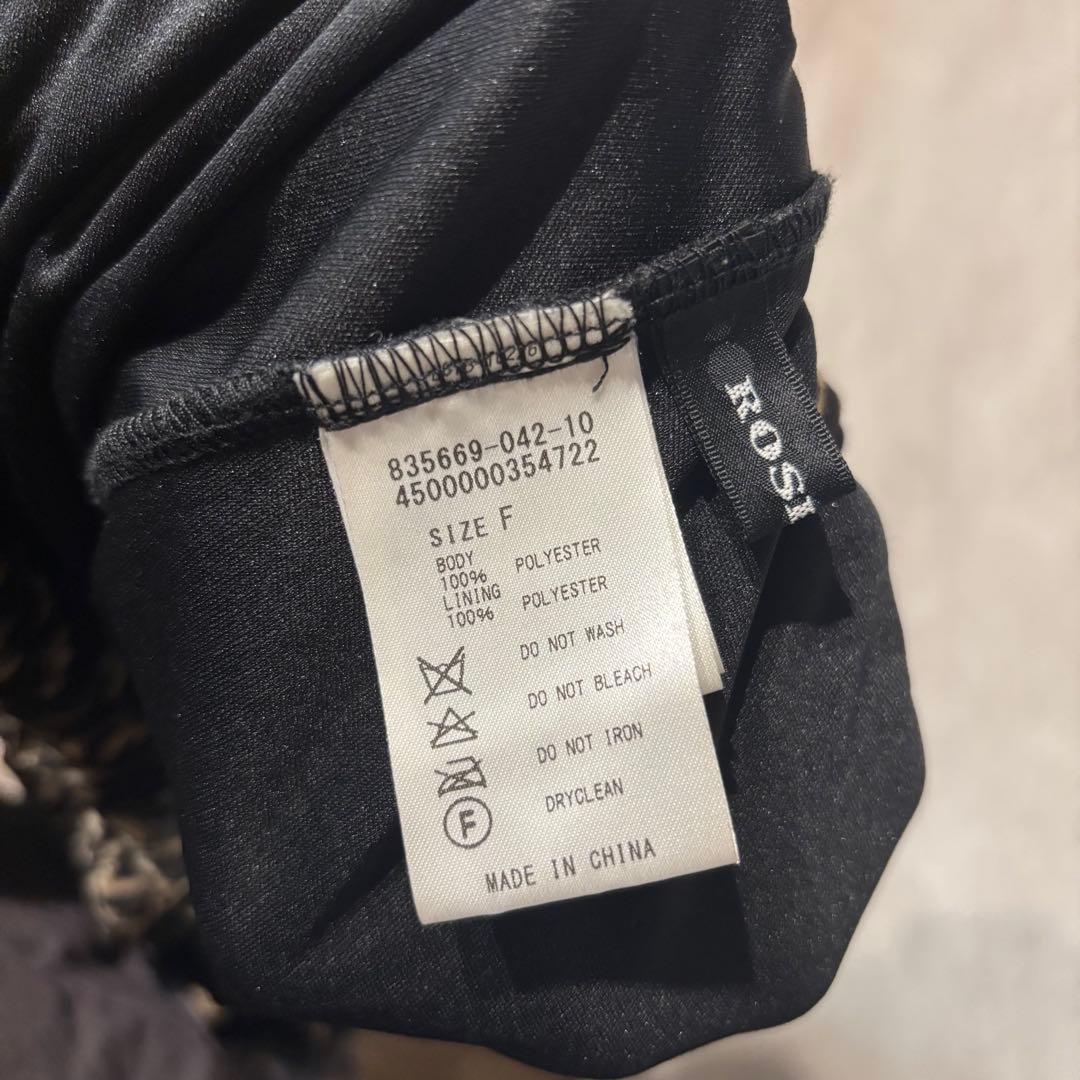 835669-042-10
4500000354722
SIZE F
BODY
100% POLYESTER
LINING
100% POLYESTER
DO NOT WASH
DO NOT BLEACH
DO NOT IRON
DRYCLEAN
F
MADE IN CHINA
ROSI